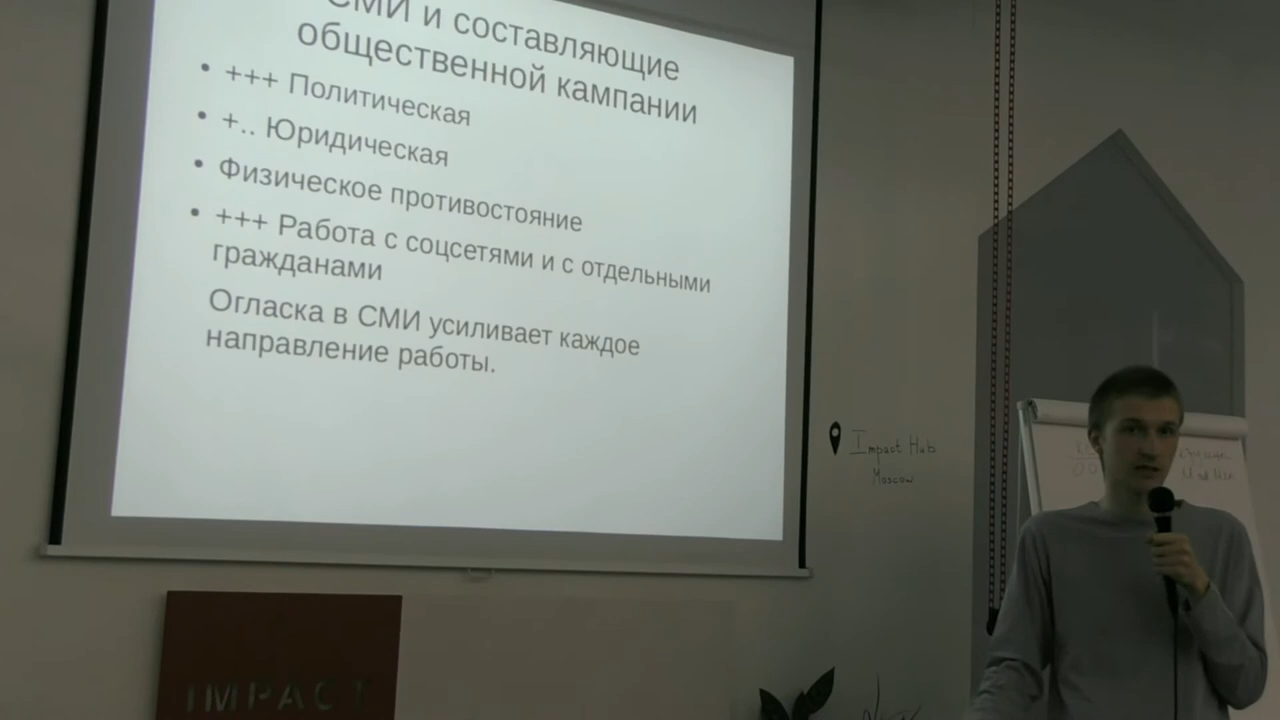 СМИ и составляющие
общественной кампании
• +++ Политическая
• +.. Юридическая
• Физическое противостояние
• +++ Работа с соцсетями и с отдельными
гражданами
Огласка в СМИ усиливает каждое
направление работы.
Impact Hub
Moscow
IMPACT